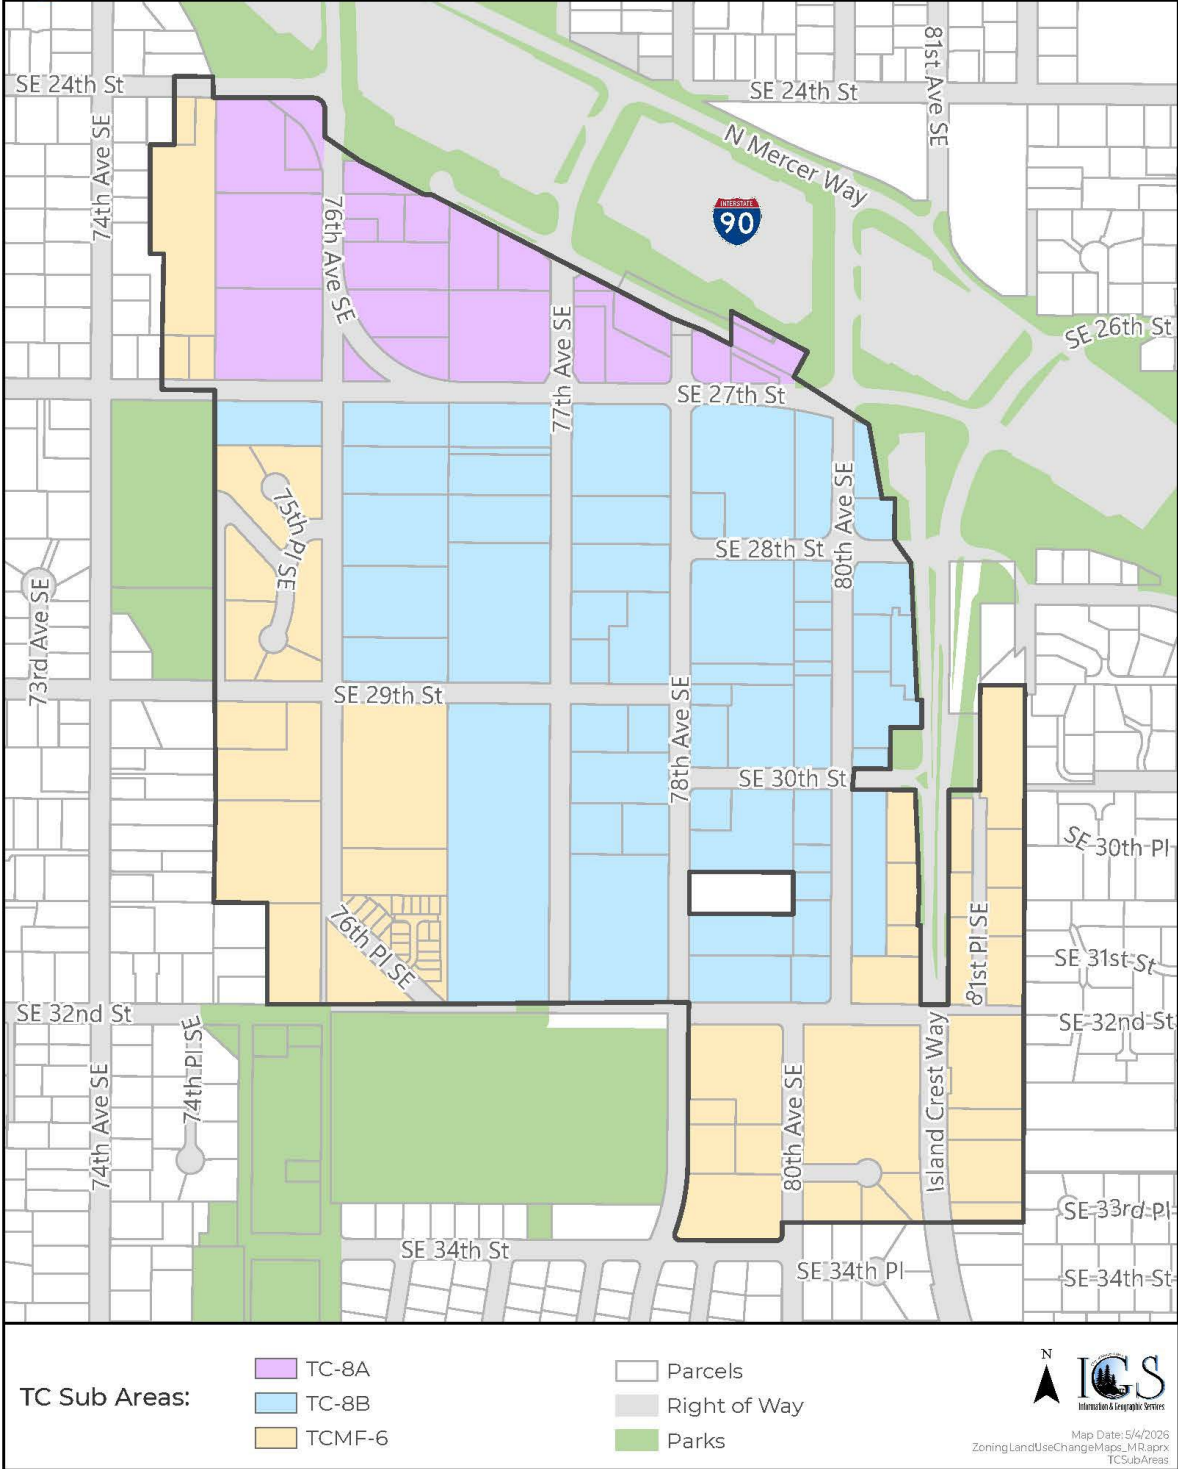 SE 24th St
SE 24th St
81st Ave SE
74th Ave SE
N Mercer Way
INTERSTATE
90
76th Ave SE
SE 26th St
77th Ave SE
SE 27th St
75th Pl SE
80th Ave SE
SE 28th St
73rd Ave SE
SE 29th St
78th Ave SE
SE 30th St
SE 30th Pl
76th Pl SE
81st Pl SE
SE 31st St
SE 32nd St
SE 32nd St
74th Pl SE
74th Ave SE
80th Ave SE
Island Crest Way
SE 33rd Pl
SE 34th St
SE 34th Pl
SE 34th St
TC Sub Areas:
TC-8A
TC-8B
TCMF-6
Parcels
Right of Way
Parks
N
IGS
Information & Geographic Services
Map Date: 5/4/2026
ZoningLandUseChangeMaps_MR.aprx
TCSubAreas